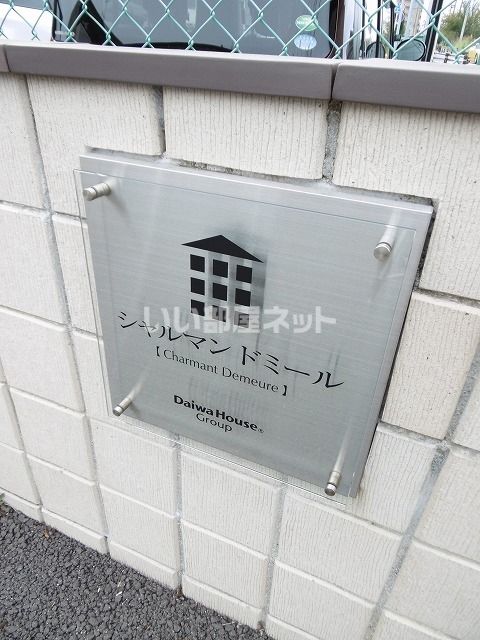 いい部屋ネット
シャルマンドミール
【 Charmant Demeure 】
Daiwa House®
Group